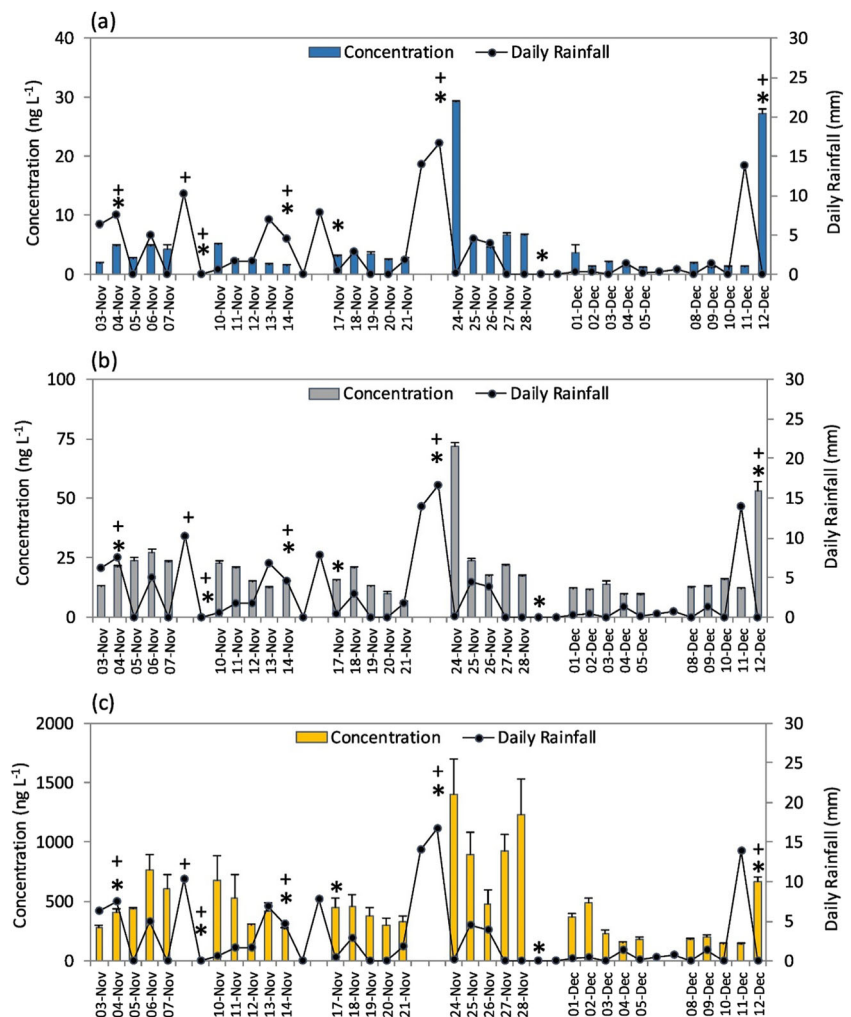 (a)
Concentration
Daily Rainfall
Concentration (ng L⁻¹)
40
30
20
10
0
+
*
+
+
*
+
*
*
+
*
*
+
*
30
25
20
15
10
5
0
Daily Rainfall (mm)
03-Nov
04-Nov
05-Nov
06-Nov
07-Nov
10-Nov
11-Nov
12-Nov
13-Nov
14-Nov
17-Nov
18-Nov
19-Nov
20-Nov
21-Nov
24-Nov
25-Nov
26-Nov
27-Nov
28-Nov
01-Dec
02-Dec
03-Dec
04-Dec
05-Dec
08-Dec
09-Dec
10-Dec
11-Dec
12-Dec
(b)
Concentration
Daily Rainfall
Concentration (ng L⁻¹)
100
75
50
25
0
+
*
+
+
*
+
*
*
+
*
*
+
*
30
25
20
15
10
5
0
Daily Rainfall (mm)
03-Nov
04-Nov
05-Nov
06-Nov
07-Nov
10-Nov
11-Nov
12-Nov
13-Nov
14-Nov
17-Nov
18-Nov
19-Nov
20-Nov
21-Nov
24-Nov
25-Nov
26-Nov
27-Nov
28-Nov
01-Dec
02-Dec
03-Dec
04-Dec
05-Dec
08-Dec
09-Dec
10-Dec
11-Dec
12-Dec
(c)
Concentration
Daily Rainfall
Concentration (ng L⁻¹)
2000
1500
1000
500
0
+
*
+
+
*
+
*
*
+
*
*
+
*
30
25
20
15
10
5
0
Daily Rainfall (mm)
03-Nov
04-Nov
05-Nov
06-Nov
07-Nov
10-Nov
11-Nov
12-Nov
13-Nov
14-Nov
17-Nov
18-Nov
19-Nov
20-Nov
21-Nov
24-Nov
25-Nov
26-Nov
27-Nov
28-Nov
01-Dec
02-Dec
03-Dec
04-Dec
05-Dec
08-Dec
09-Dec
10-Dec
11-Dec
12-Dec